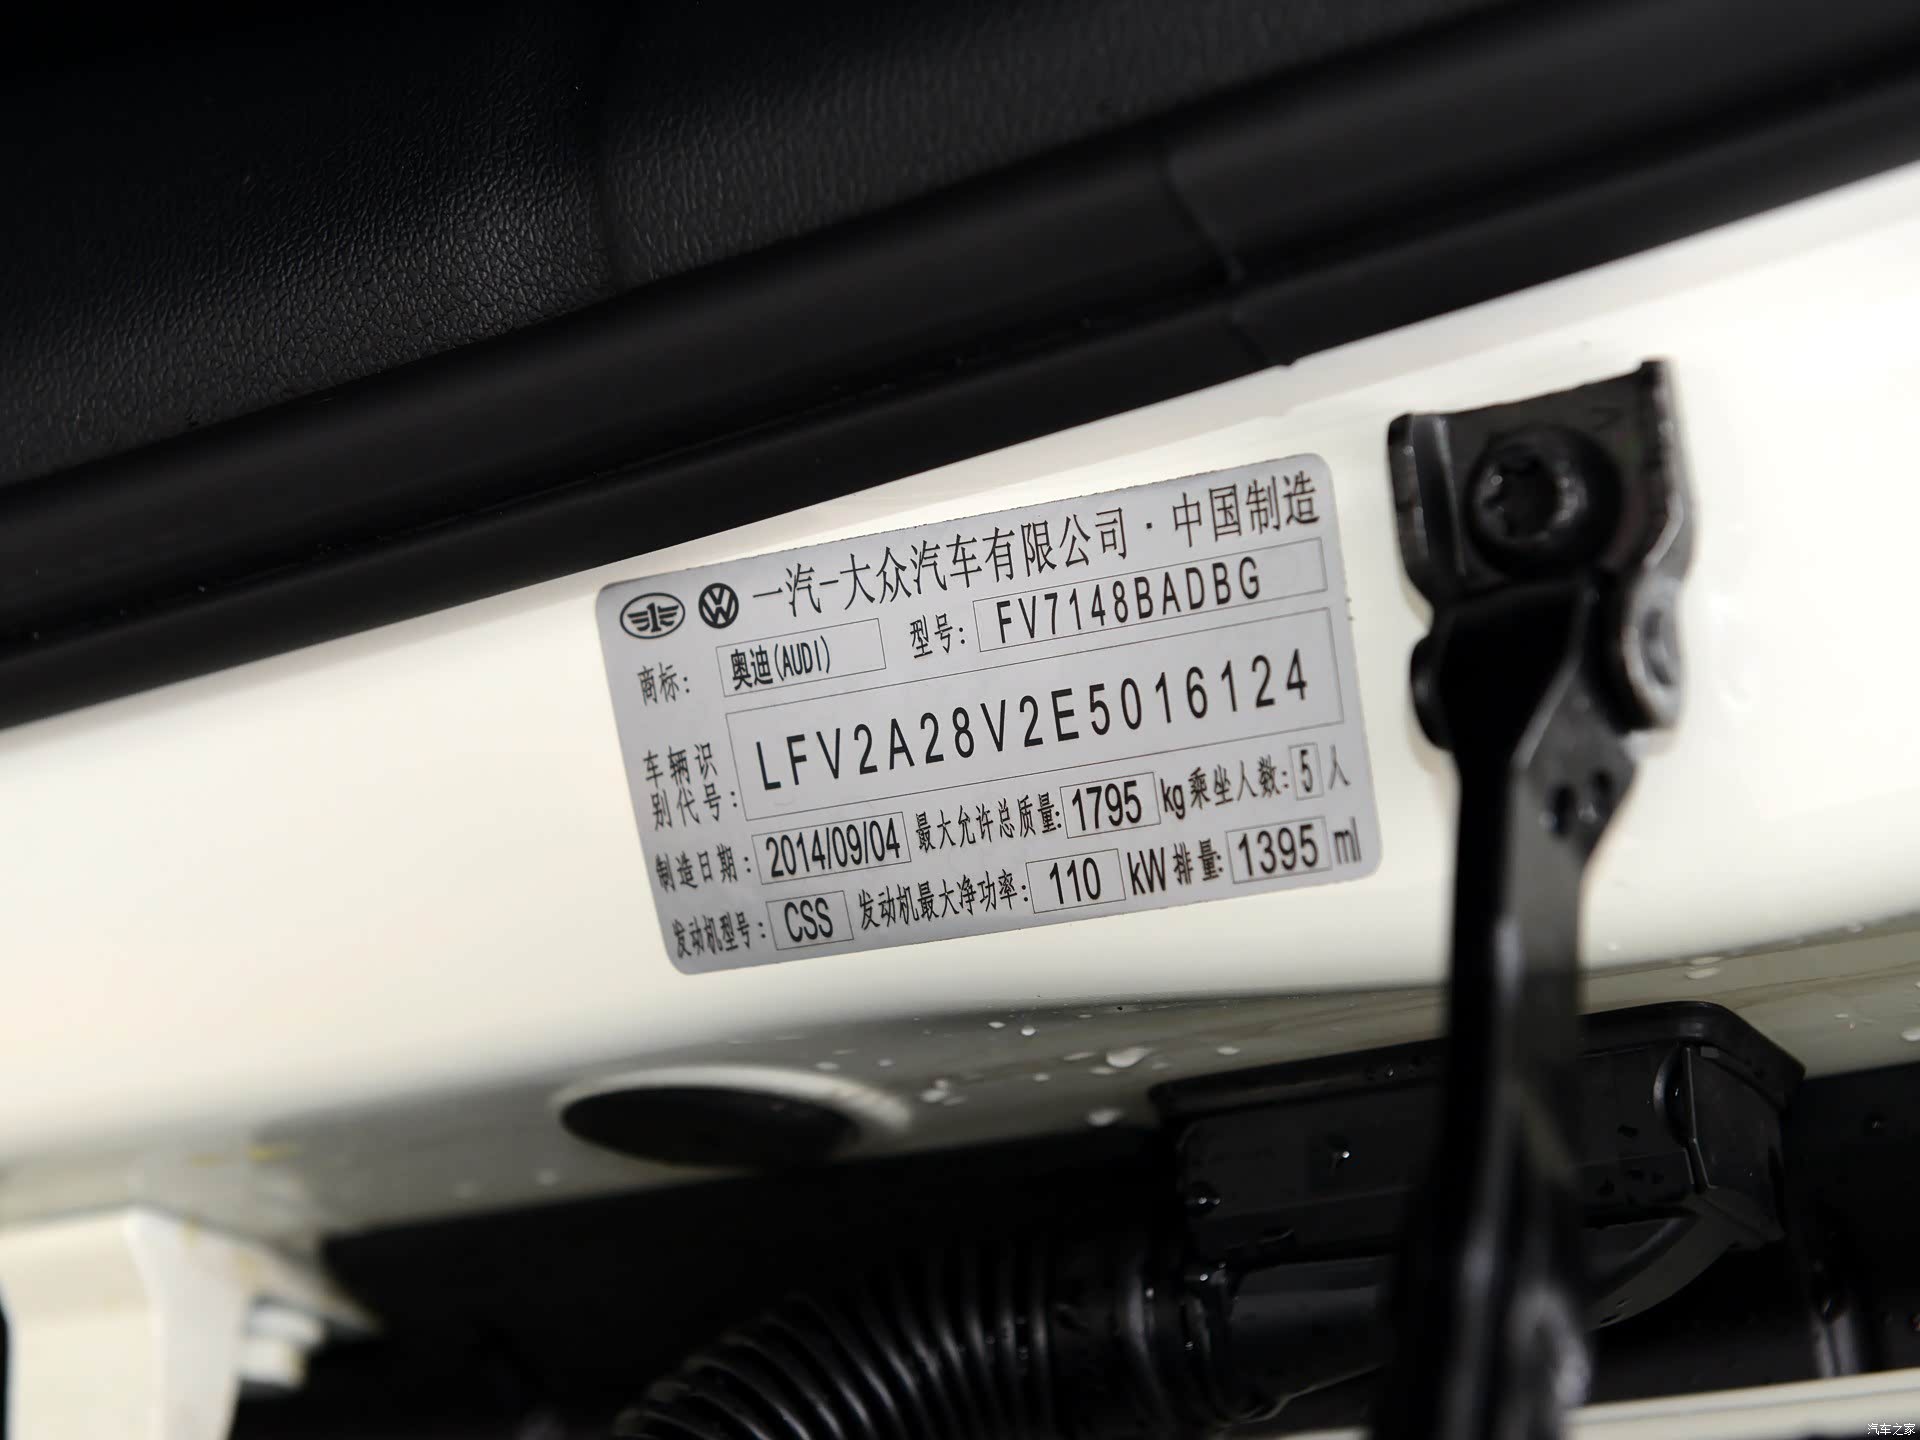 一汽-大众汽车有限公司·中国制造
商标: 奥迪(AUDI) 型号: FV7148BADBG
车辆识别代号: LFV2A28V2E5016124
制造日期: 2014/09/04 最大允许总质量: 1795 kg 乘坐人数: 5 人
发动机型号: CSS 发动机最大净功率: 110 kW 排量: 1395 ml
汽车之家